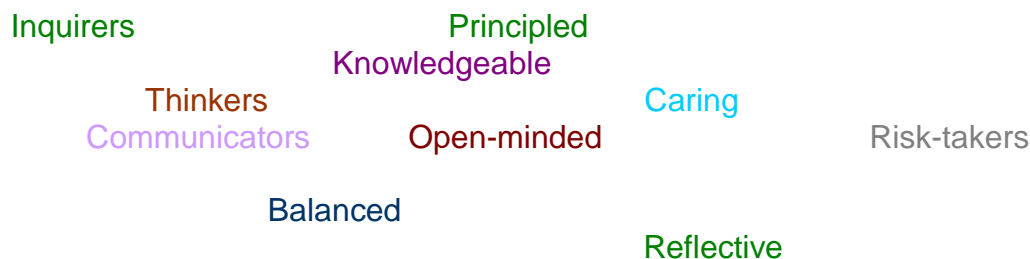 Inquirers Principled
Knowledgeable
Thinkers Caring
Communicators Open-minded Risk-takers
Balanced
Reflective